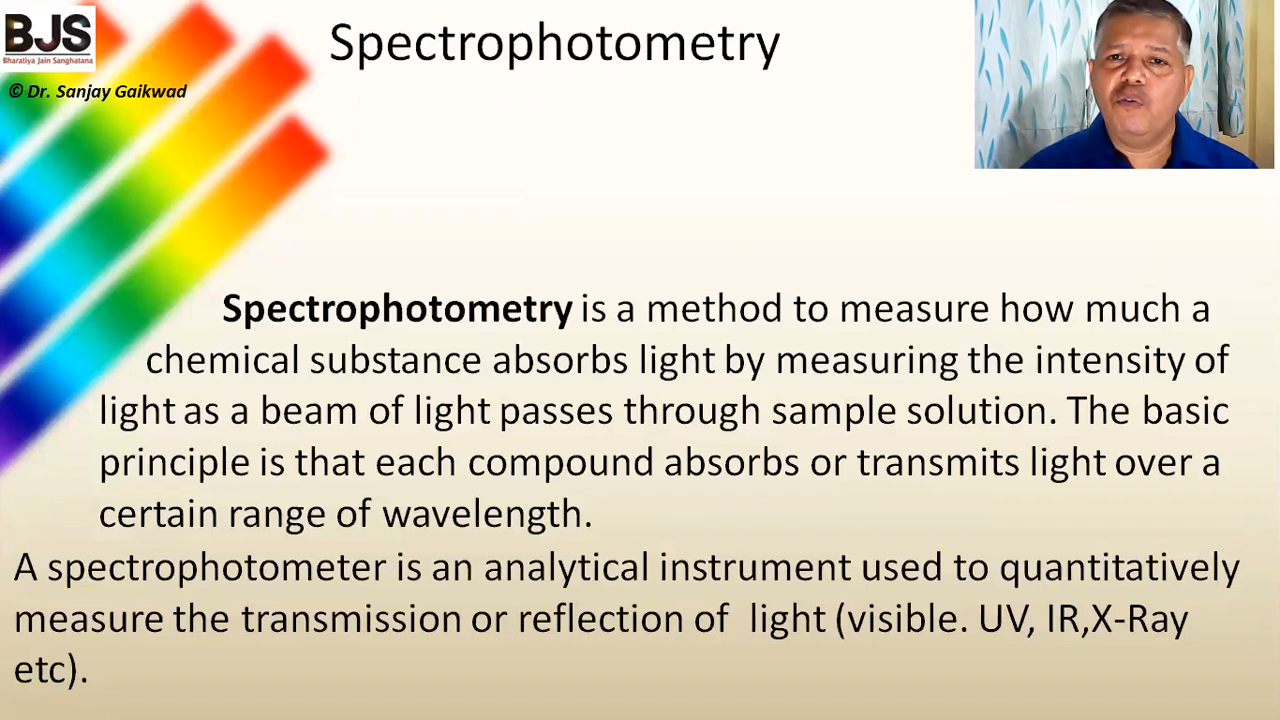 BJS
Bharatiya Jain Sanghatana
© Dr. Sanjay Gaikwad
Spectrophotometry
Spectrophotometry is a method to measure how much a
chemical substance absorbs light by measuring the intensity of
light as a beam of light passes through sample solution. The basic
principle is that each compound absorbs or transmits light over a
certain range of wavelength.
A spectrophotometer is an analytical instrument used to quantitatively
measure the transmission or reflection of light (visible. UV, IR,X-Ray
etc).